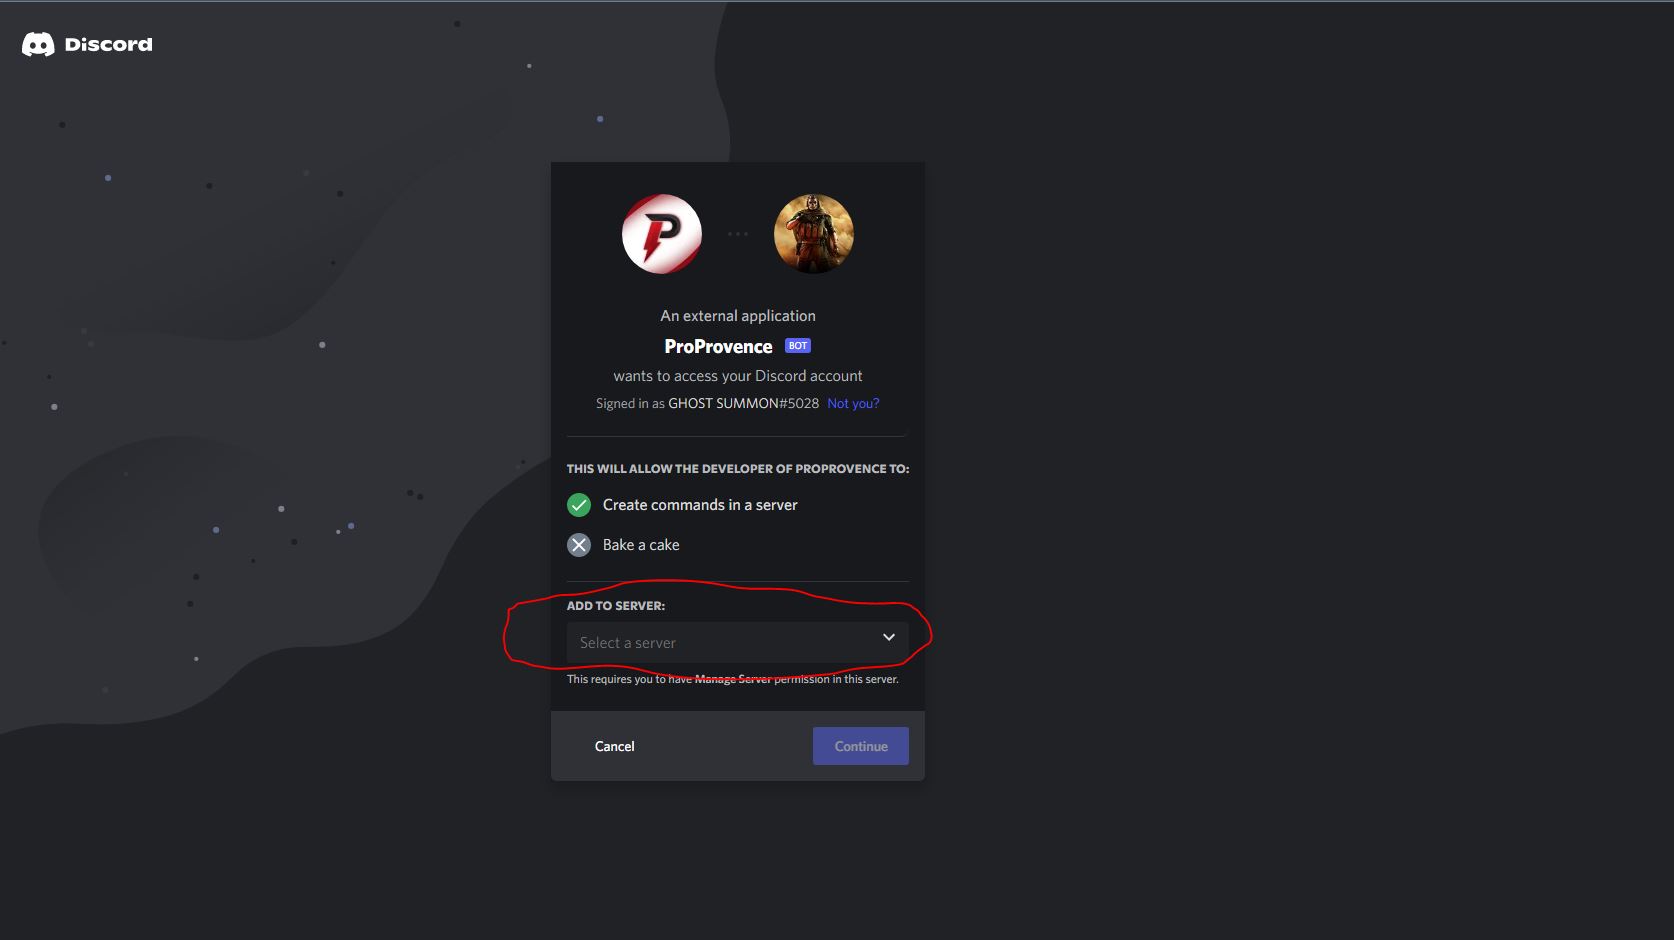 Discord
P
An external application
ProProvence BOT
wants to access your Discord account
Signed in as GHOST SUMMON#5028 Not you?
THIS WILL ALLOW THE DEVELOPER OF PROPROVENCE TO:
Create commands in a server
Bake a cake
ADD TO SERVER:
Select a server
This requires you to have Manage Server permission in this server.
Cancel
Continue